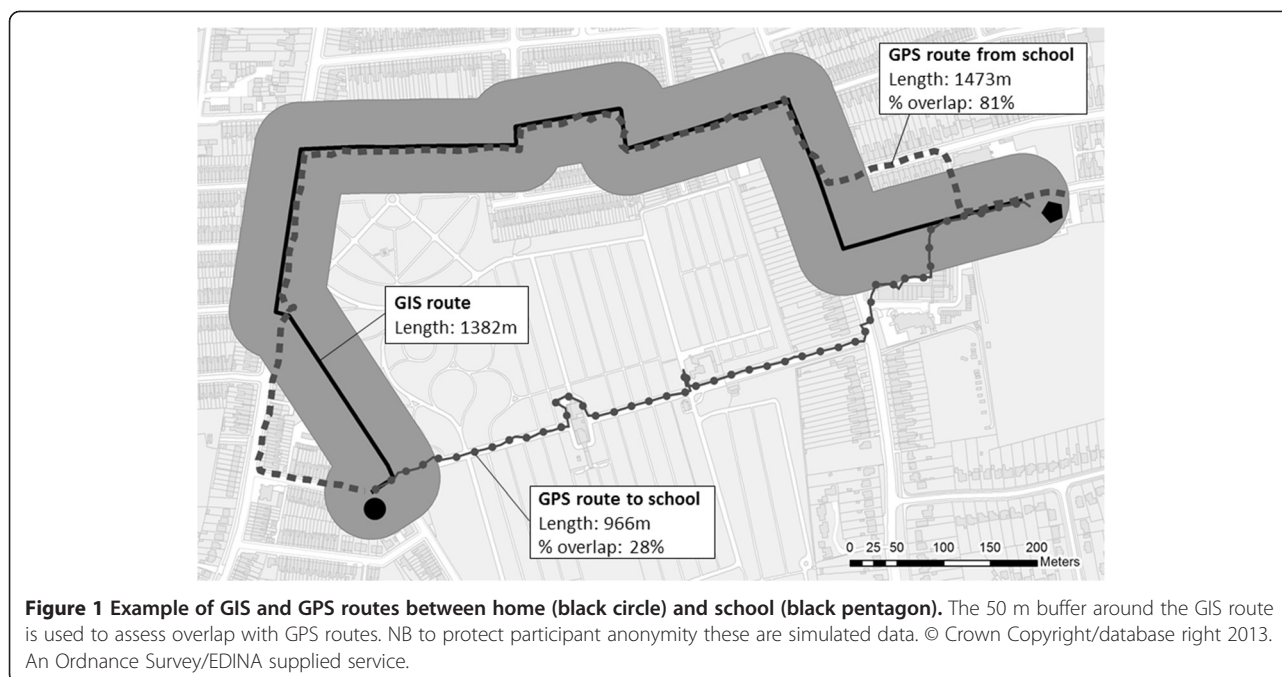 GPS route from school
Length: 1473m
% overlap: 81%
GIS route
Length: 1382m
GPS route to school
Length: 966m
% overlap: 28%
0 25 50 100 150 200
Meters
Figure 1 Example of GIS and GPS routes between home (black circle) and school (black pentagon). The 50 m buffer around the GIS route
is used to assess overlap with GPS routes. NB to protect participant anonymity these are simulated data. © Crown Copyright/database right 2013.
An Ordnance Survey/EDINA supplied service.